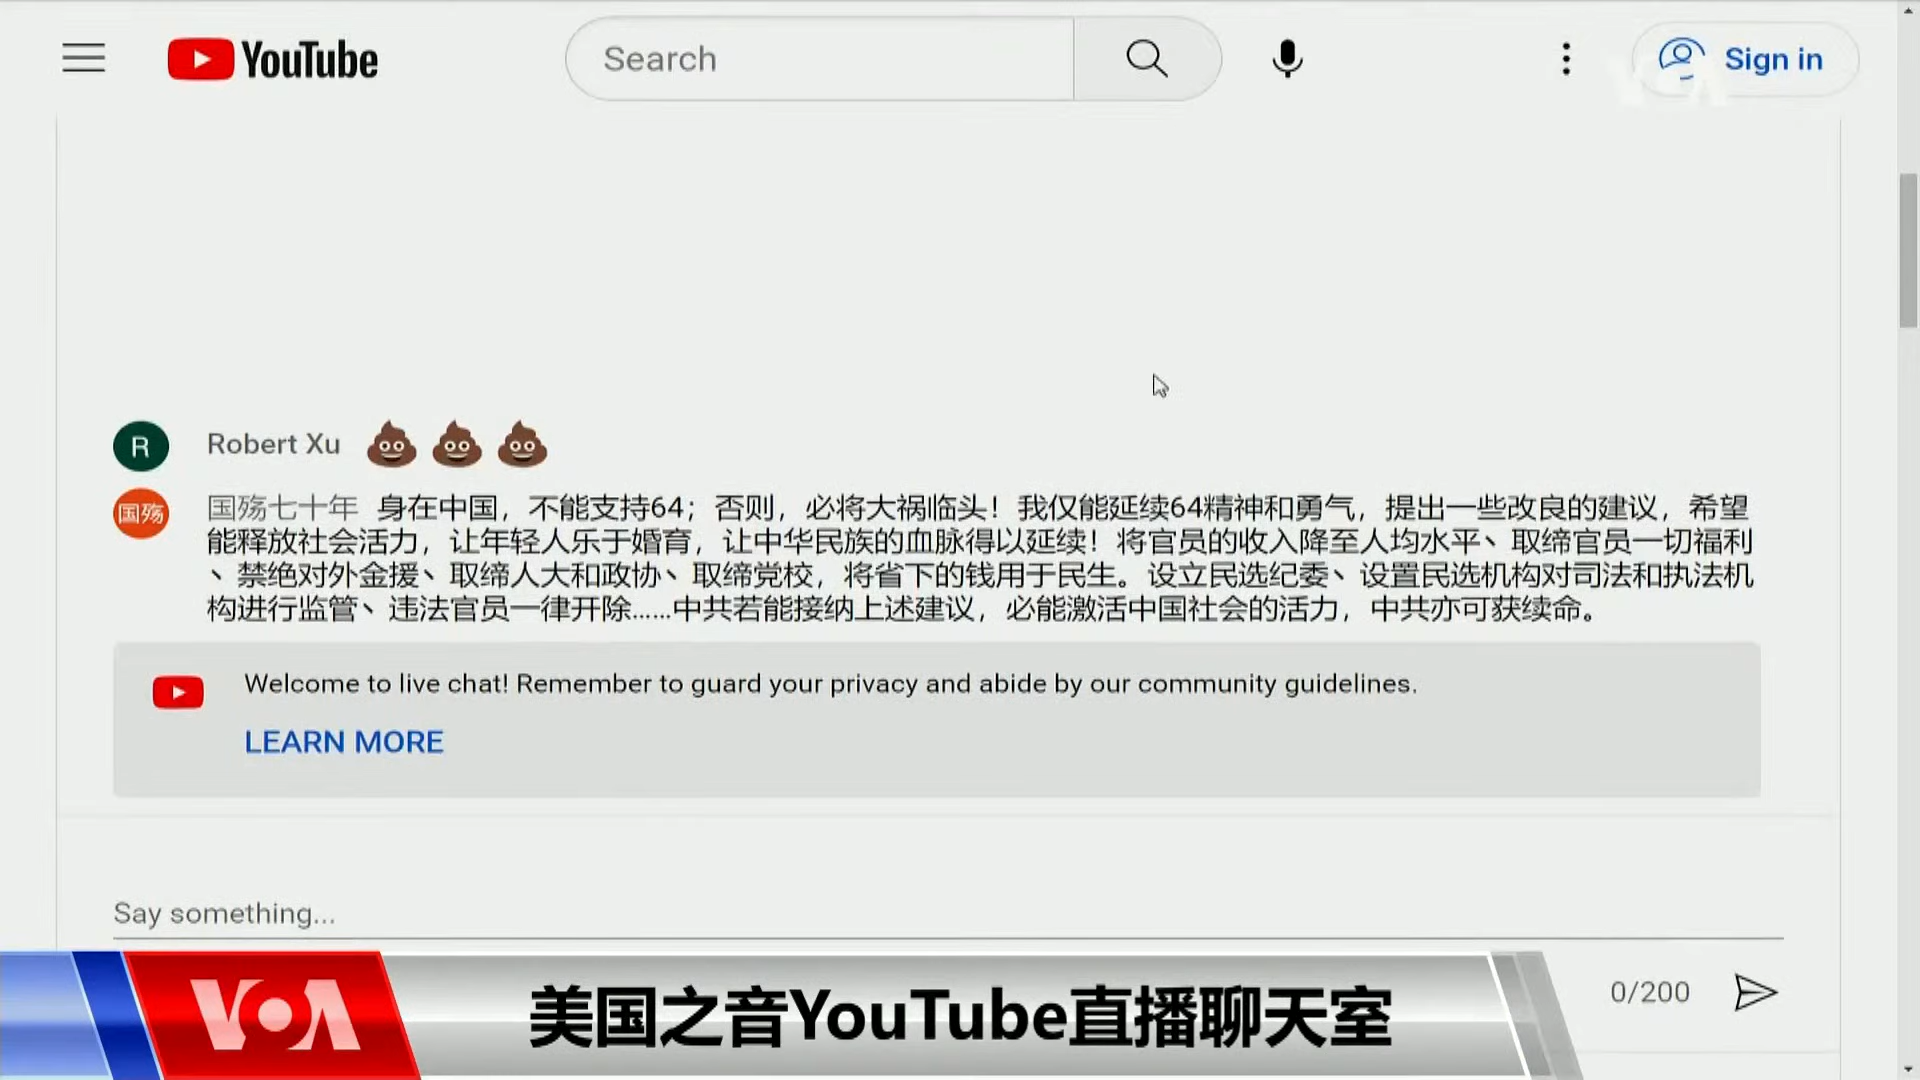 YouTube
Search
Sign in
VOA
R
Robert Xu
国殇
国殇七十年 身在中国，不能支持64；否则，必将大祸临头！我仅能延续64精神和勇气，提出一些改良的建议，希望
能释放社会活力，让年轻人乐于婚育，让中华民族的血脉得以延续！将官员的收入降至人均水平、取缔官员一切福利
、禁绝对外金援、取缔人大和政协、取缔党校，将省下的钱用于民生。设立民选纪委、设置民选机构对司法和执法机
构进行监管、违法官员一律开除......中共若能接纳上述建议，必能激活中国社会的活力，中共亦可获续命。
Welcome to live chat! Remember to guard your privacy and abide by our community guidelines.
LEARN MORE
Say something...
0/200
VOA
美国之音YouTube直播聊天室